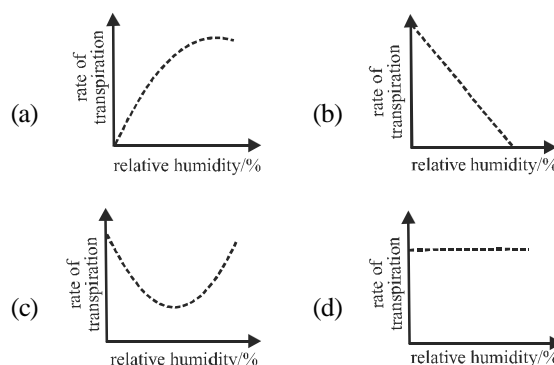 (a)
rate of
transpiration
relative humidity/%
(b)
rate of
transpiration
relative humidity/%
(c)
rate of
transpiration
relative humidity/%
(d)
rate of
transpiration
relative humidity/%